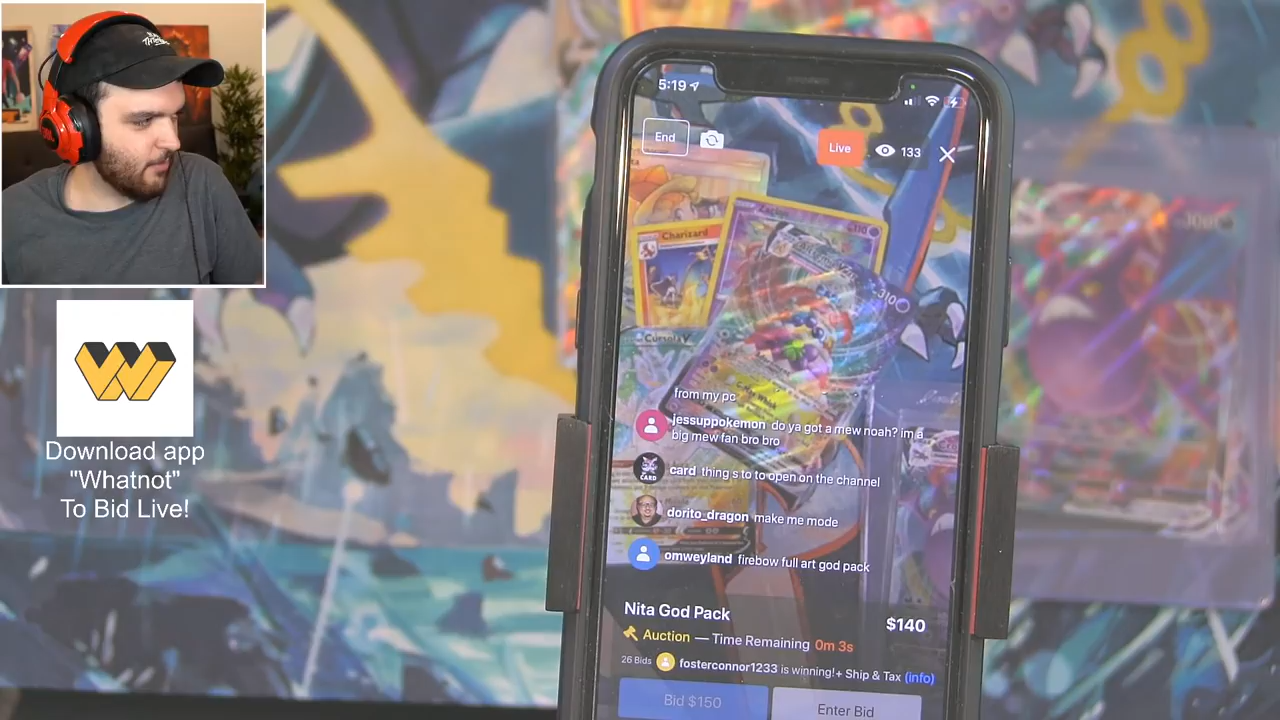 5:19
End
Live
133
Charizard
310
CursolaV
from my pc
jessuppokemon do ya got a mew noah? im a
big mew fan bro bro
card thing s to to open on the channel
CARD
dorito_dragon make me mode
omweyland firebow full art god pack
Nita God Pack
$140
Auction — Time Remaining 0m 3s
26 Bids fosterconnor1233 is winning!+ Ship & Tax (info)
Bid $150
Enter Bid
Download app
"Whatnot"
To Bid Live!